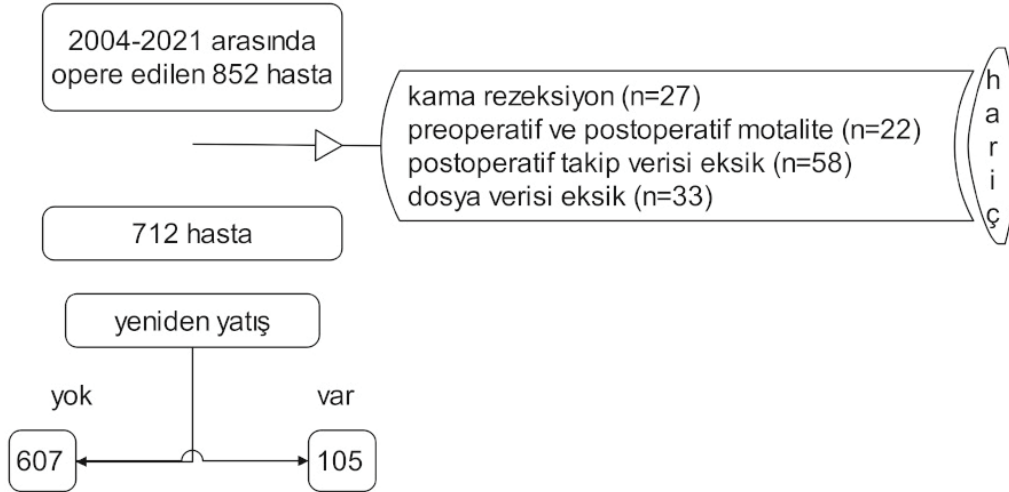 2004-2021 arasında
opere edilen 852 hasta
kama rezeksiyon (n=27)
preoperatif ve postoperatif motalite (n=22)
postoperatif takip verisi eksik (n=58)
dosya verisi eksik (n=33)
h
a
r
i
ç
712 hasta
yeniden yatış
yok
var
607
105